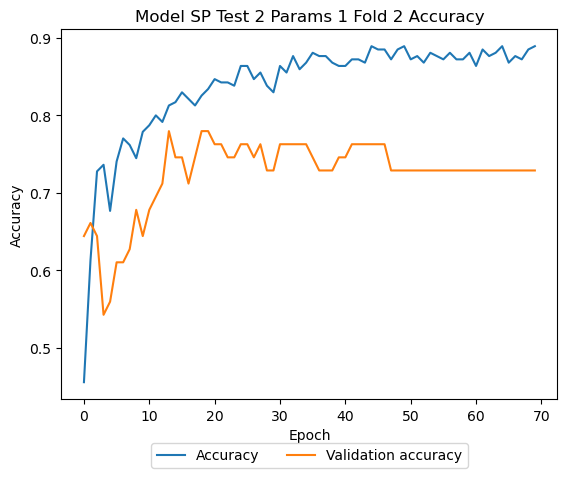 Model SP Test 2 Params 1 Fold 2 Accuracy
0.9
0.8
0.7
0.6
0.5
Accuracy
0 10 20 30 40 50 60 70
Epoch
Accuracy Validation accuracy